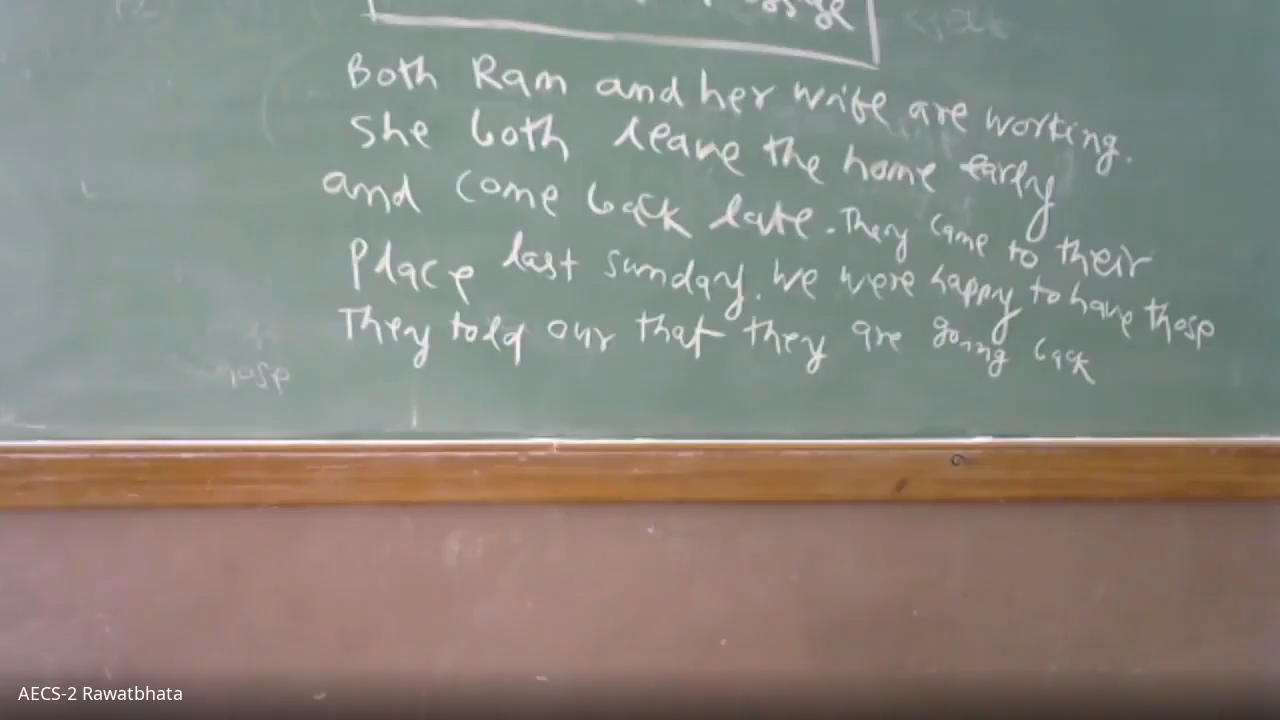 Both Ram and her wife are working.
She both leave the home early
and come back late. They came to their
Place last sunday. we were happy to have those
They told our that they are going back
hosp
AECS-2 Rawatbhata